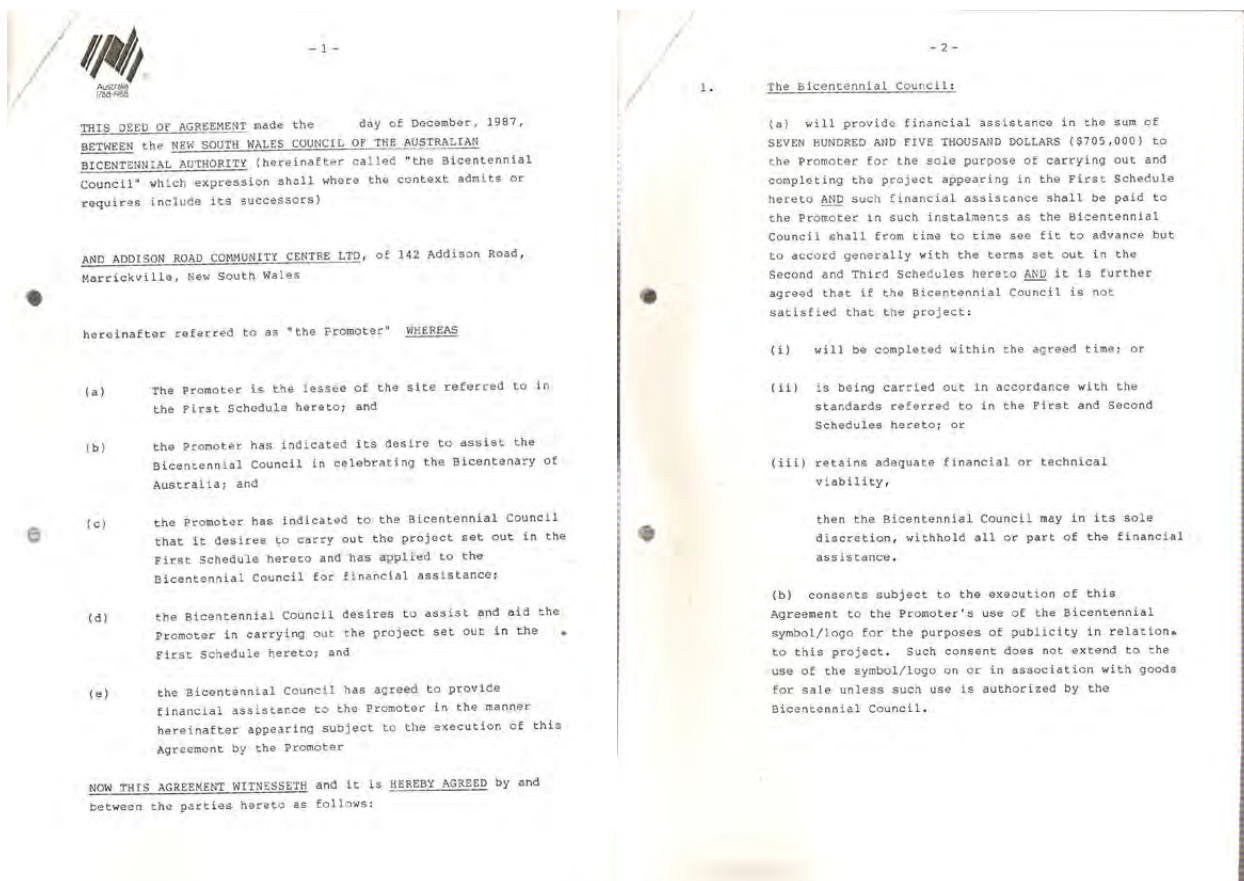 Australia
1788-1988
-1-
THIS DEED OF AGREEMENT made the day of December, 1987,
BETWEEN the NEW SOUTH WALES COUNCIL OF THE AUSTRALIAN
BICENTENNIAL AUTHORITY (hereinafter called "the Bicentennial
Council" which expression shall where the context admits or
requires include its successors)
AND ADDISON ROAD COMMUNITY CENTRE LTD, of 142 Addison Road,
Marrickville, New South Wales
hereinafter referred to as "the Promoter" WHEREAS
(a) The Promoter is the lessee of the site referred to in
the First Schedule hereto; and
(b) the Promoter has indicated its desire to assist the
Bicentennial Council in celebrating the Bicentenary of
Australia; and
(c) the Promoter has indicated to the Bicentennial Council
that it desires to carry out the project set out in the
First Schedule hereto and has applied to the
Bicentennial Council for financial assistance;
(d) the Bicentennial Council desires to assist and aid the
Promoter in carrying out the project set out in the
First Schedule hereto; and
(e) the Bicentennial Council has agreed to provide
financial assistance to the Promoter in the manner
hereinafter appearing subject to the execution of this
Agreement by the Promoter
NOW THIS AGREEMENT WITNESSETH and it is HEREBY AGREED by and
between the parties hereto as follows:
-2-
1. The Bicentennial Council:
(a) will provide financial assistance in the sum of
SEVEN HUNDRED AND FIVE THOUSAND DOLLARS ($705,000) to
the Promoter for the sole purpose of carrying out and
completing the project appearing in the First Schedule
hereto AND such financial assistance shall be paid to
the Promoter in such instalments as the Bicentennial
Council shall from time to time see fit to advance but
to accord generally with the terms set out in the
Second and Third Schedules hereto AND it is further
agreed that if the Bicentennial Council is not
satisfied that the project:
(i) will be completed within the agreed time; or
(ii) is being carried out in accordance with the
standards referred to in the First and Second
Schedules hereto; or
(iii) retains adequate financial or technical
viability,
then the Bicentennial Council may in its sole
discretion, withhold all or part of the financial
assistance.
(b) consents subject to the execution of this
Agreement to the Promoter's use of the Bicentennial
symbol/logo for the purposes of publicity in relation
to this project. Such consent does not extend to the
use of the symbol/logo on or in association with goods
for sale unless such use is authorized by the
Bicentennial Council.